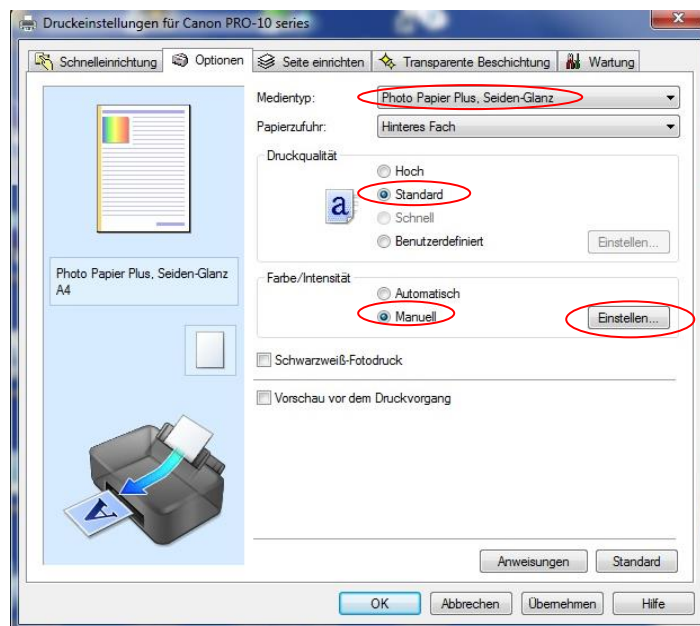 Druckeinstellungen für Canon PRO-10 series
Schnelleinrichtung Optionen Seite einrichten Transparente Beschichtung Wartung
Medientyp: Photo Papier Plus, Seiden-Glanz
Papierzufuhr: Hinteres Fach
Druckqualität
Hoch
a Standard
Schnell
Benutzerdefiniert Einstellen...
Photo Papier Plus, Seiden-Glanz
A4
Farbe/Intensität
Automatisch
Manuell Einstellen...
Schwarzweiß-Fotodruck
Vorschau vor dem Druckvorgang
A
Anweisungen Standard
OK Abbrechen Übernehmen Hilfe